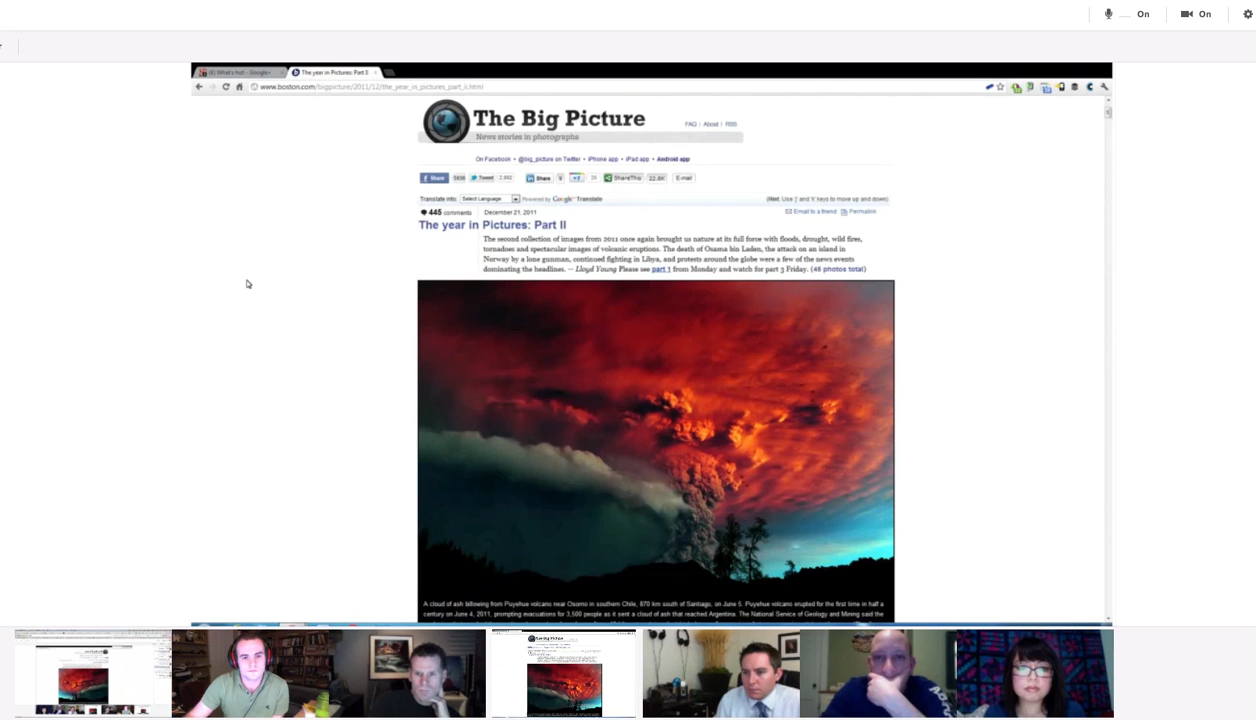 On
On
(6) What's Hot - Google+
The year in Pictures: Part II
www.boston.com/bigpicture/2011/12/the_year_in_pictures_part_ii.html
The Big Picture
FAQ | About | RSS
News stories in photographs
On Facebook • @big_picture on Twitter • iPhone app • iPad app • Android app
Share
Tweet
Share
+1
ShareThis 22.6K E-mail
Translate into: Select Language Powered by Google Translate (Hint: Use 'j' and 'k' keys to move up and down)
445 comments December 21, 2011 Email to a friend Permalink
The year in Pictures: Part II
The second collection of images from 2011 once again brought us nature at its full force with floods, drought, wild fires,
tornadoes and spectacular images of volcanic eruptions. The death of Osama bin Laden, the attack on an island in
Norway by a lone gunman, continued fighting in Libya, and protests around the globe were a few of the news events
dominating the headlines. -- Lloyd Young Please see part 1 from Monday and watch for part 3 Friday. (48 photos total)
A cloud of ash billowing from Puyehue volcano near Osorno in southern Chile, 870 km south of Santiago, on June 5. Puyehue volcano erupted for the first time in half a
century on June 4, 2011, prompting evacuations for 3,500 people as it sent a cloud of ash that reached Argentina. The National Service of Geology and Mining said the